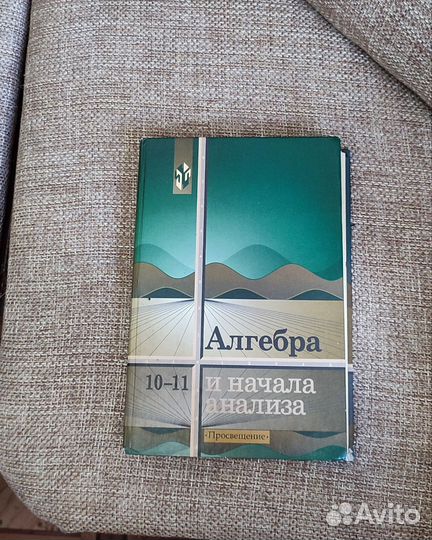 Алгебра
10–11 и начала
анализа
·Просвещение·
Avito